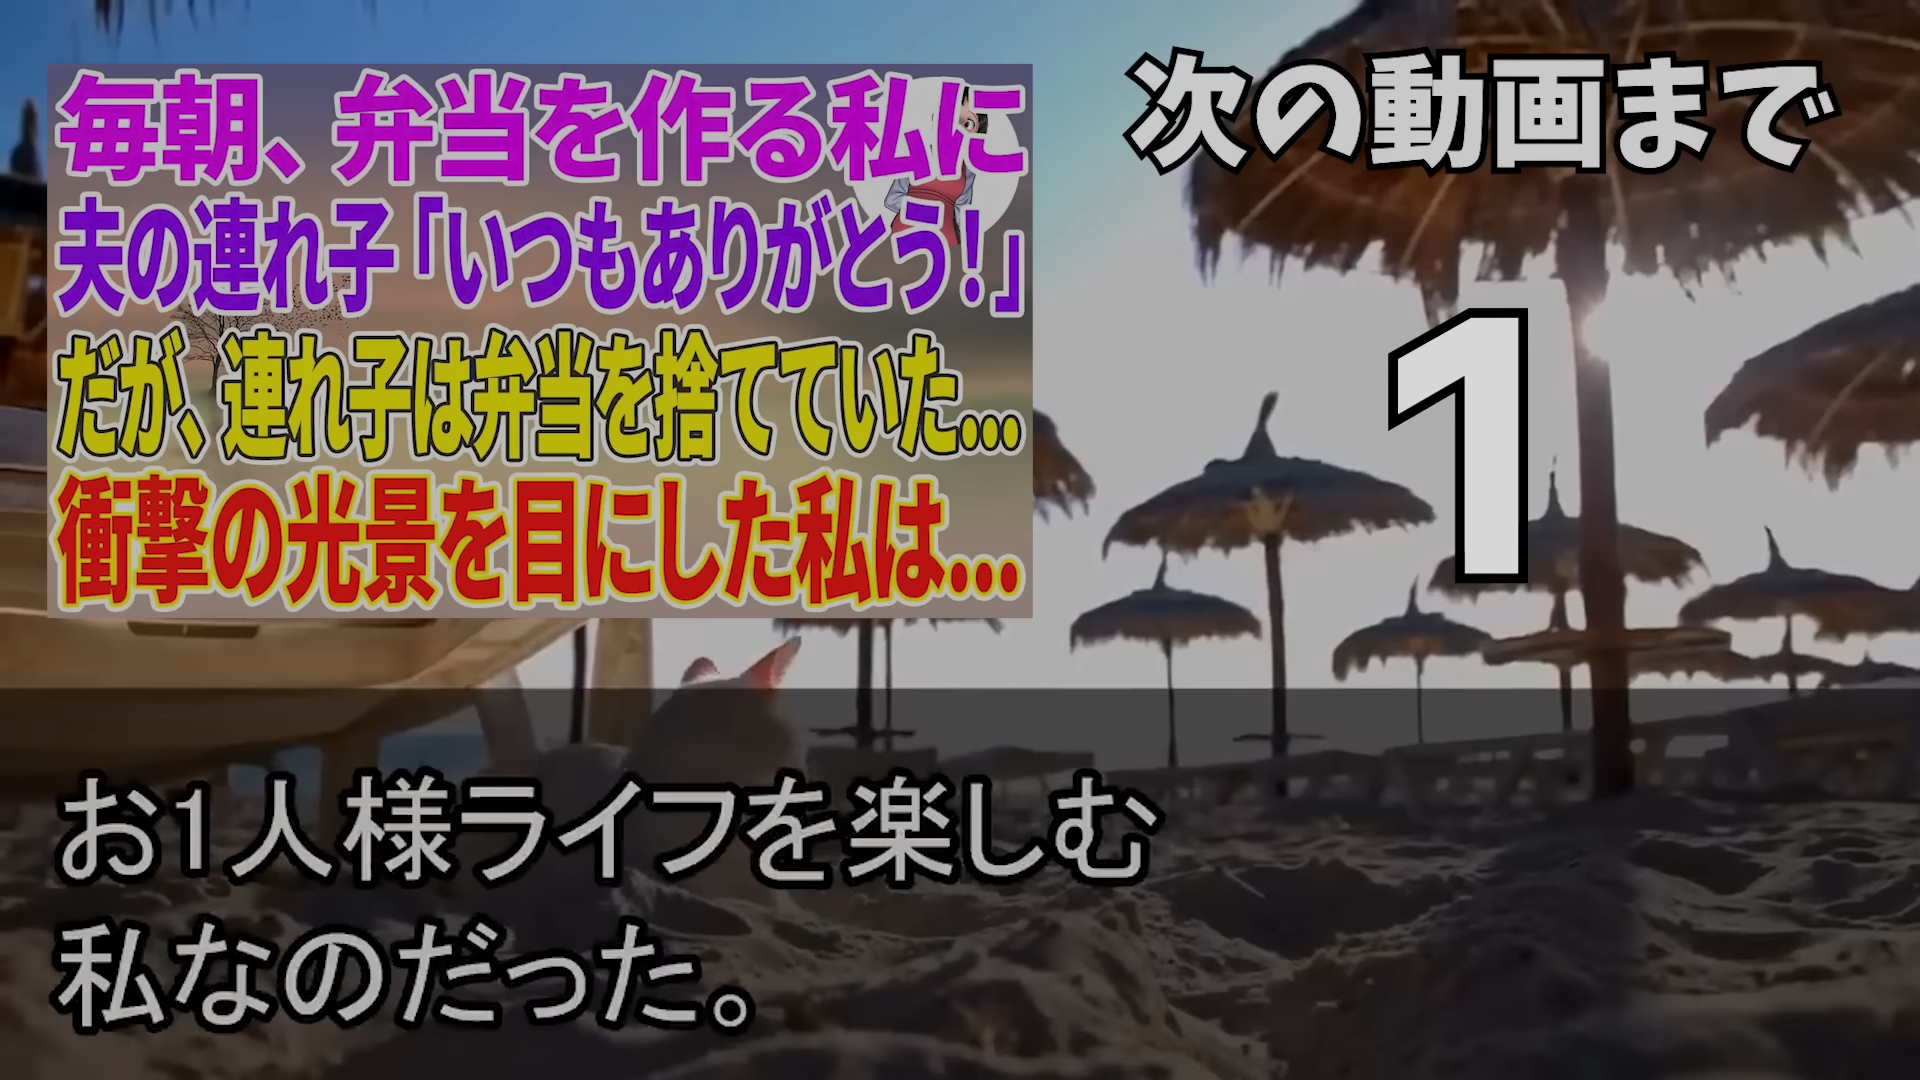 毎朝、弁当を作る私に
夫の連れ子「いつもありがとう!」
だが、連れ子は弁当を捨てていた...
衝撃の光景を目にした私は...
次の動画まで
1
お1人様ライフを楽しむ
私なのだった。